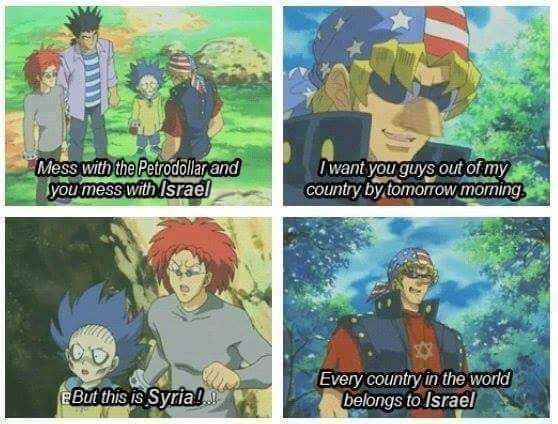 Mess with the Petrodollar and
you mess with Israel
I want you guys out of my
country by tomorrow morning.
But this is Syria!
Every country in the world
belongs to Israel